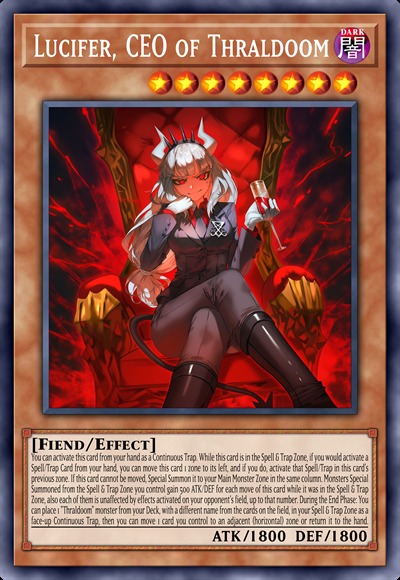 LUCIFER, CEO OF THRALDOOM
DARK
闇
[FIEND/EFFECT]
You can activate this card from your hand as a Continuous Trap. While this card is in the Spell & Trap Zone, if you would activate a
Spell/Trap Card from your hand, you can move this card 1 zone to its left, and if you do, activate that Spell/Trap in this card's
previous zone. If this card cannot be moved, Special Summon it to your Main Monster Zone in the same column. Monsters Special
Summoned from the Spell & Trap Zone you control gain 500 ATK/DEF for each move of this card while it was in the Spell &
Trap Zone, also each of them is unaffected by effects activated on your opponent's field, up to that number. During the End Phase: You
can place 1 "Thraldoom" monster from your Deck, with a different name from the cards on the field, in your Spell & Trap Zone as a
face-up Continuous Trap, then you can move 1 card you control to an adjacent (horizontal) zone or return it to the hand.
ATK/1800 DEF/1800